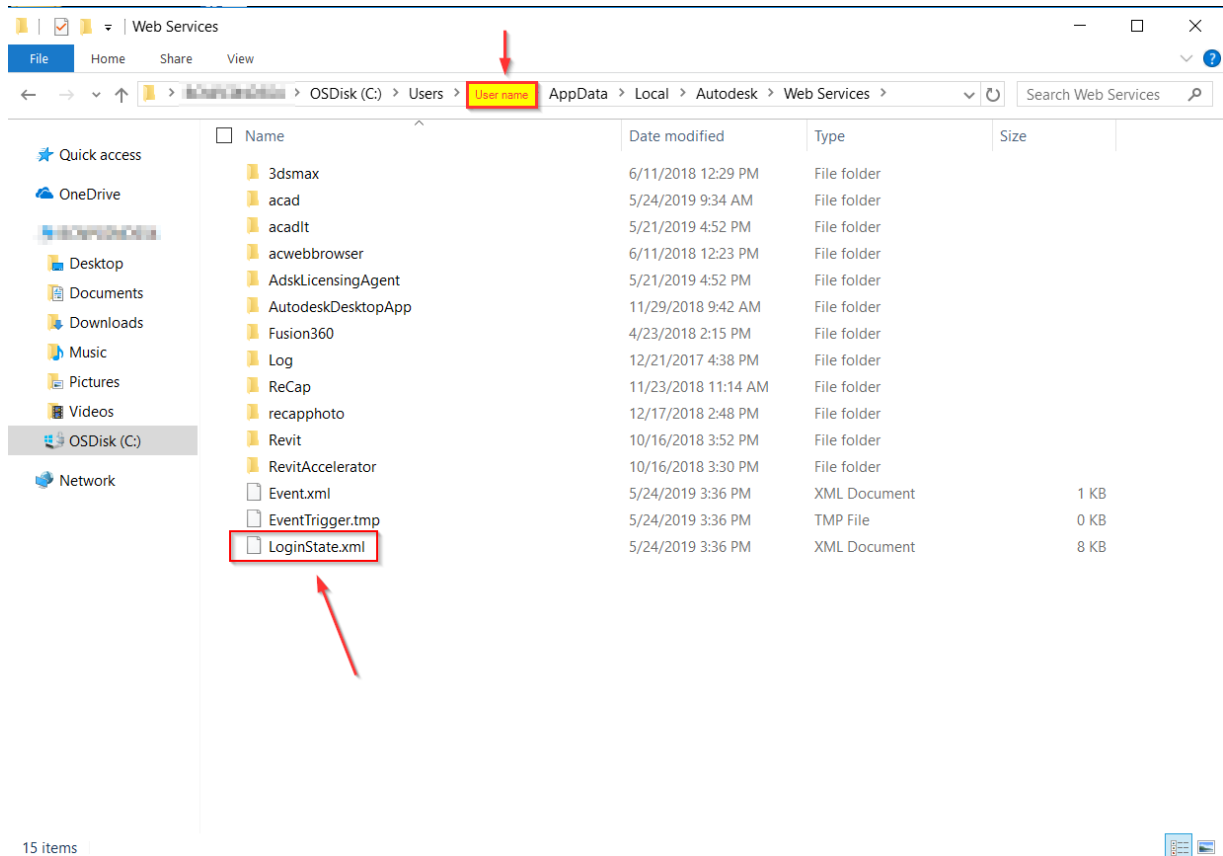 Web Services
File Home Share View
OSDisk (C:) Users User name AppData Local Autodesk Web Services Search Web Services
Name Date modified Type Size
Quick access
OneDrive
Desktop
Documents
Downloads
Music
Pictures
Videos
OSDisk (C:)
Network
3dsmax 6/11/2018 12:29 PM File folder
acad 5/24/2019 9:34 AM File folder
acadlt 5/21/2019 4:52 PM File folder
acwebbrowser 6/11/2018 12:23 PM File folder
AdskLicensingAgent 5/21/2019 4:52 PM File folder
AutodeskDesktopApp 11/29/2018 9:42 AM File folder
Fusion360 4/23/2018 2:15 PM File folder
Log 12/21/2017 4:38 PM File folder
ReCap 11/23/2018 11:14 AM File folder
recapphoto 12/17/2018 2:48 PM File folder
Revit 10/16/2018 3:52 PM File folder
RevitAccelerator 10/16/2018 3:30 PM File folder
Event.xml 5/24/2019 3:36 PM XML Document 1 KB
EventTrigger.tmp 5/24/2019 3:36 PM TMP File 0 KB
LoginState.xml 5/24/2019 3:36 PM XML Document 8 KB
15 items